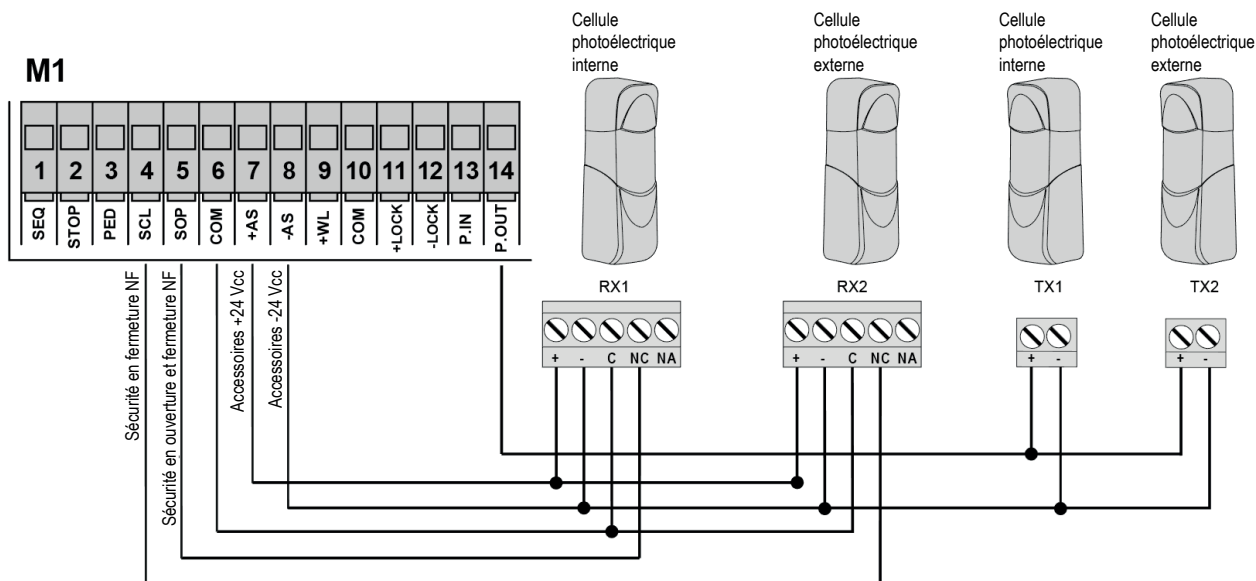 Cellule
photoélectrique
interne
Cellule
photoélectrique
externe
Cellule
photoélectrique
interne
Cellule
photoélectrique
externe
M1
1 2 3 4 5 6 7 8 9 10 11 12 13 14
SEQ STOP PED SCL SOP COM +AS -AS +WL COM +LOCK -LOCK P.IN P.OUT
Sécurité en fermeture NF
Sécurité en ouverture et fermeture NF
Accessoires +24 Vcc
Accessoires -24 Vcc
RX1 RX2 TX1 TX2
+ - C NC NA
+ - C NC NA
+ -
+ -